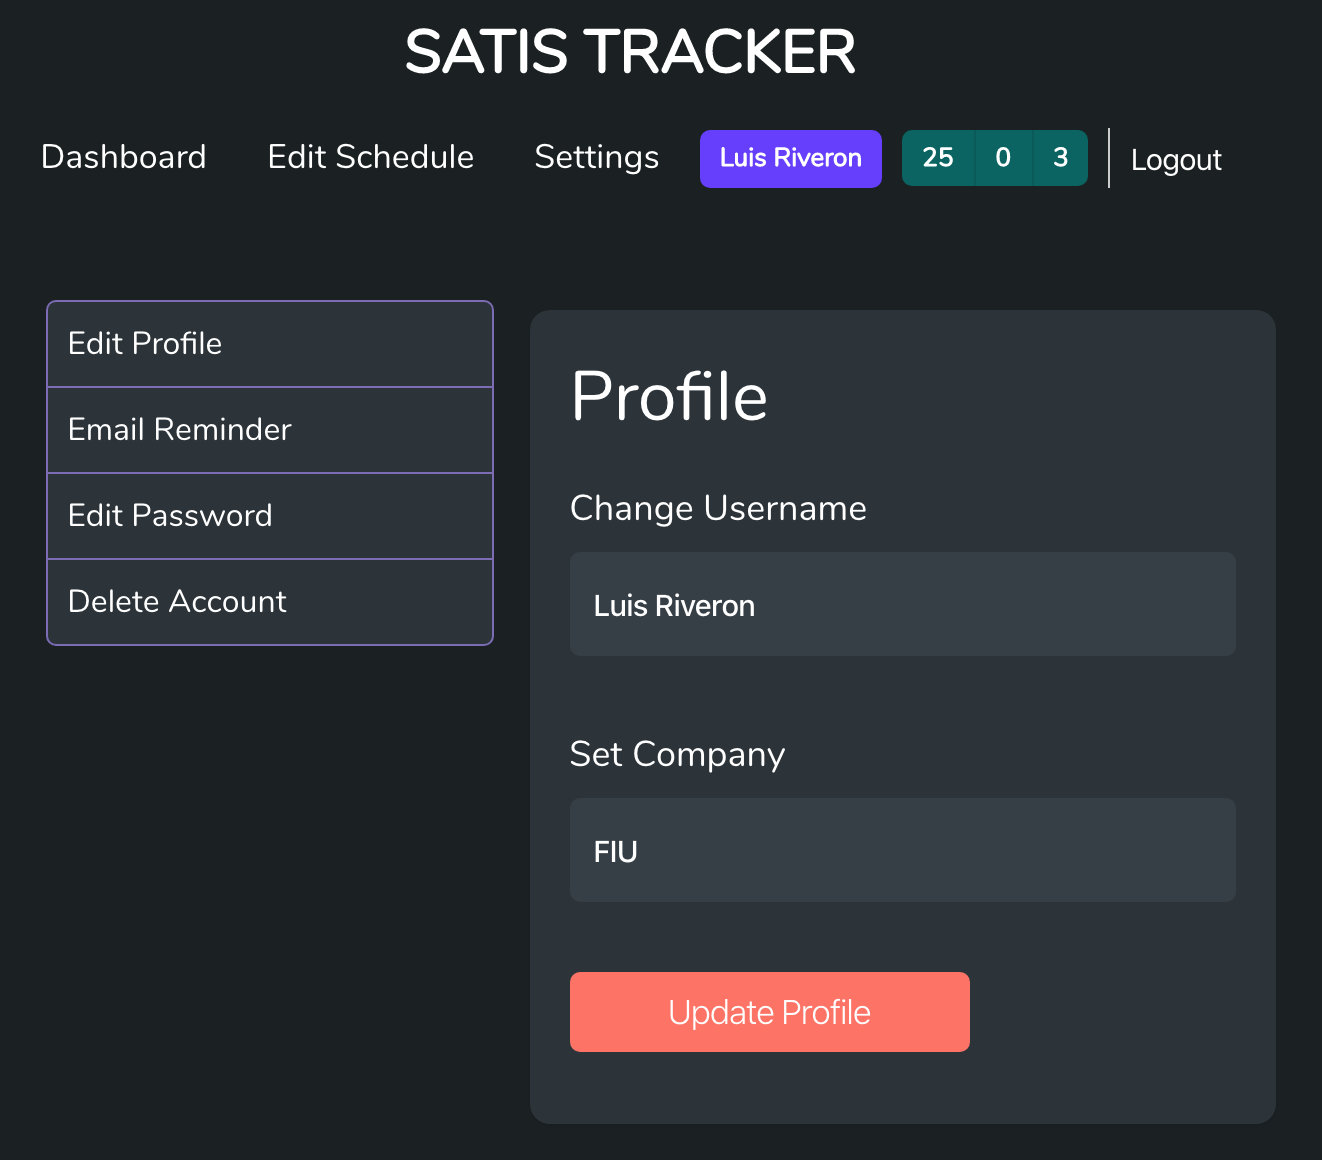 SATIS TRACKER
Dashboard Edit Schedule Settings Luis Riveron 25 0 3 Logout
Edit Profile
Email Reminder
Edit Password
Delete Account
Profile
Change Username
Luis Riveron
Set Company
FIU
Update Profile